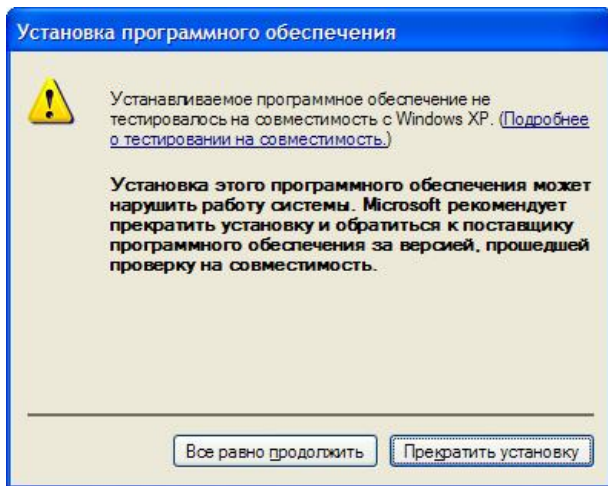 Установка программного обеспечения
Устанавливаемое программное обеспечение не
тестировалось на совместимость с Windows XP. (Подробнее
о тестировании на совместимость.)
Установка этого программного обеспечения может
нарушить работу системы. Microsoft рекомендует
прекратить установку и обратиться к поставщику
программного обеспечения за версией, прошедшей
проверку на совместимость.
Все равно продолжить
Прекратить установку